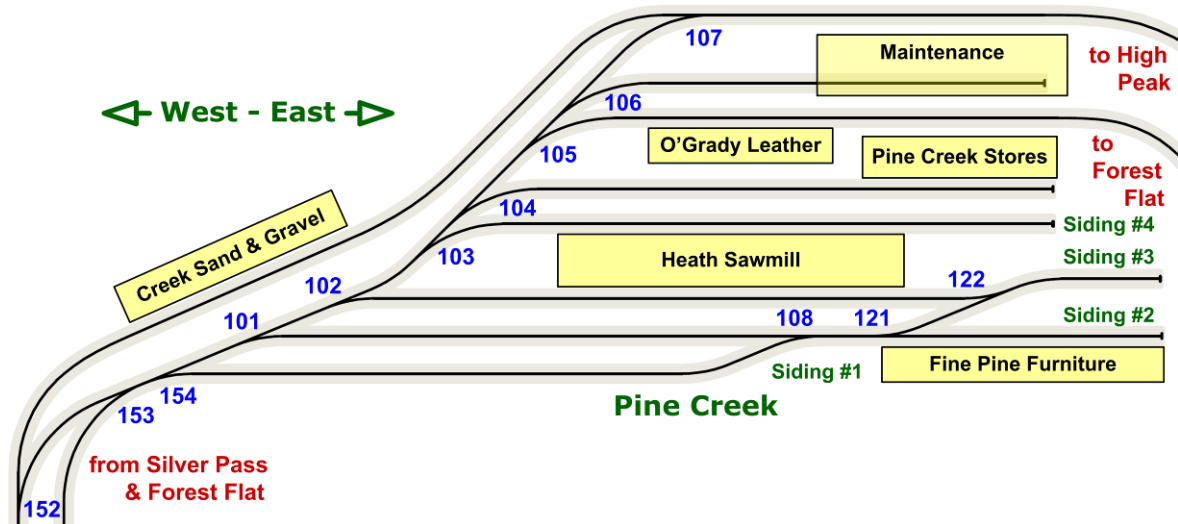 107
Maintenance
to High
Peak
106
West - East
105
O'Grady Leather
Pine Creek Stores
to
Forest
Flat
104
Siding #4
103
Creek Sand & Gravel
Heath Sawmill
Siding #3
102
122
101
108
121
Siding #2
Siding #1
Fine Pine Furniture
154
153
Pine Creek
from Silver Pass
& Forest Flat
152